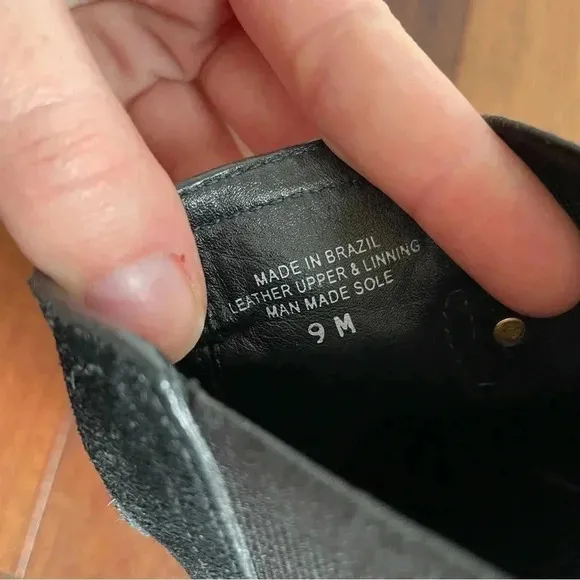 MADE IN BRAZIL
LEATHER UPPER & LINNING
MAN MADE SOLE
9 M